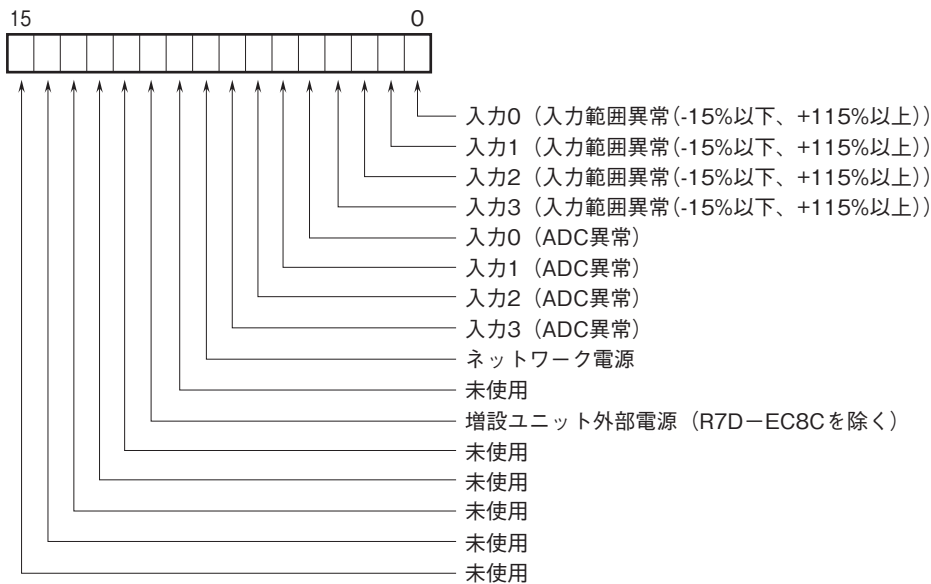 15 0
入力0（入力範囲異常(-15%以下、+115%以上)）
入力1（入力範囲異常(-15%以下、+115%以上)）
入力2（入力範囲異常(-15%以下、+115%以上)）
入力3（入力範囲異常(-15%以下、+115%以上)）
入力0（ADC異常）
入力1（ADC異常）
入力2（ADC異常）
入力3（ADC異常）
ネットワーク電源
未使用
増設ユニット外部電源（R7D－EC8Cを除く）
未使用
未使用
未使用
未使用
未使用